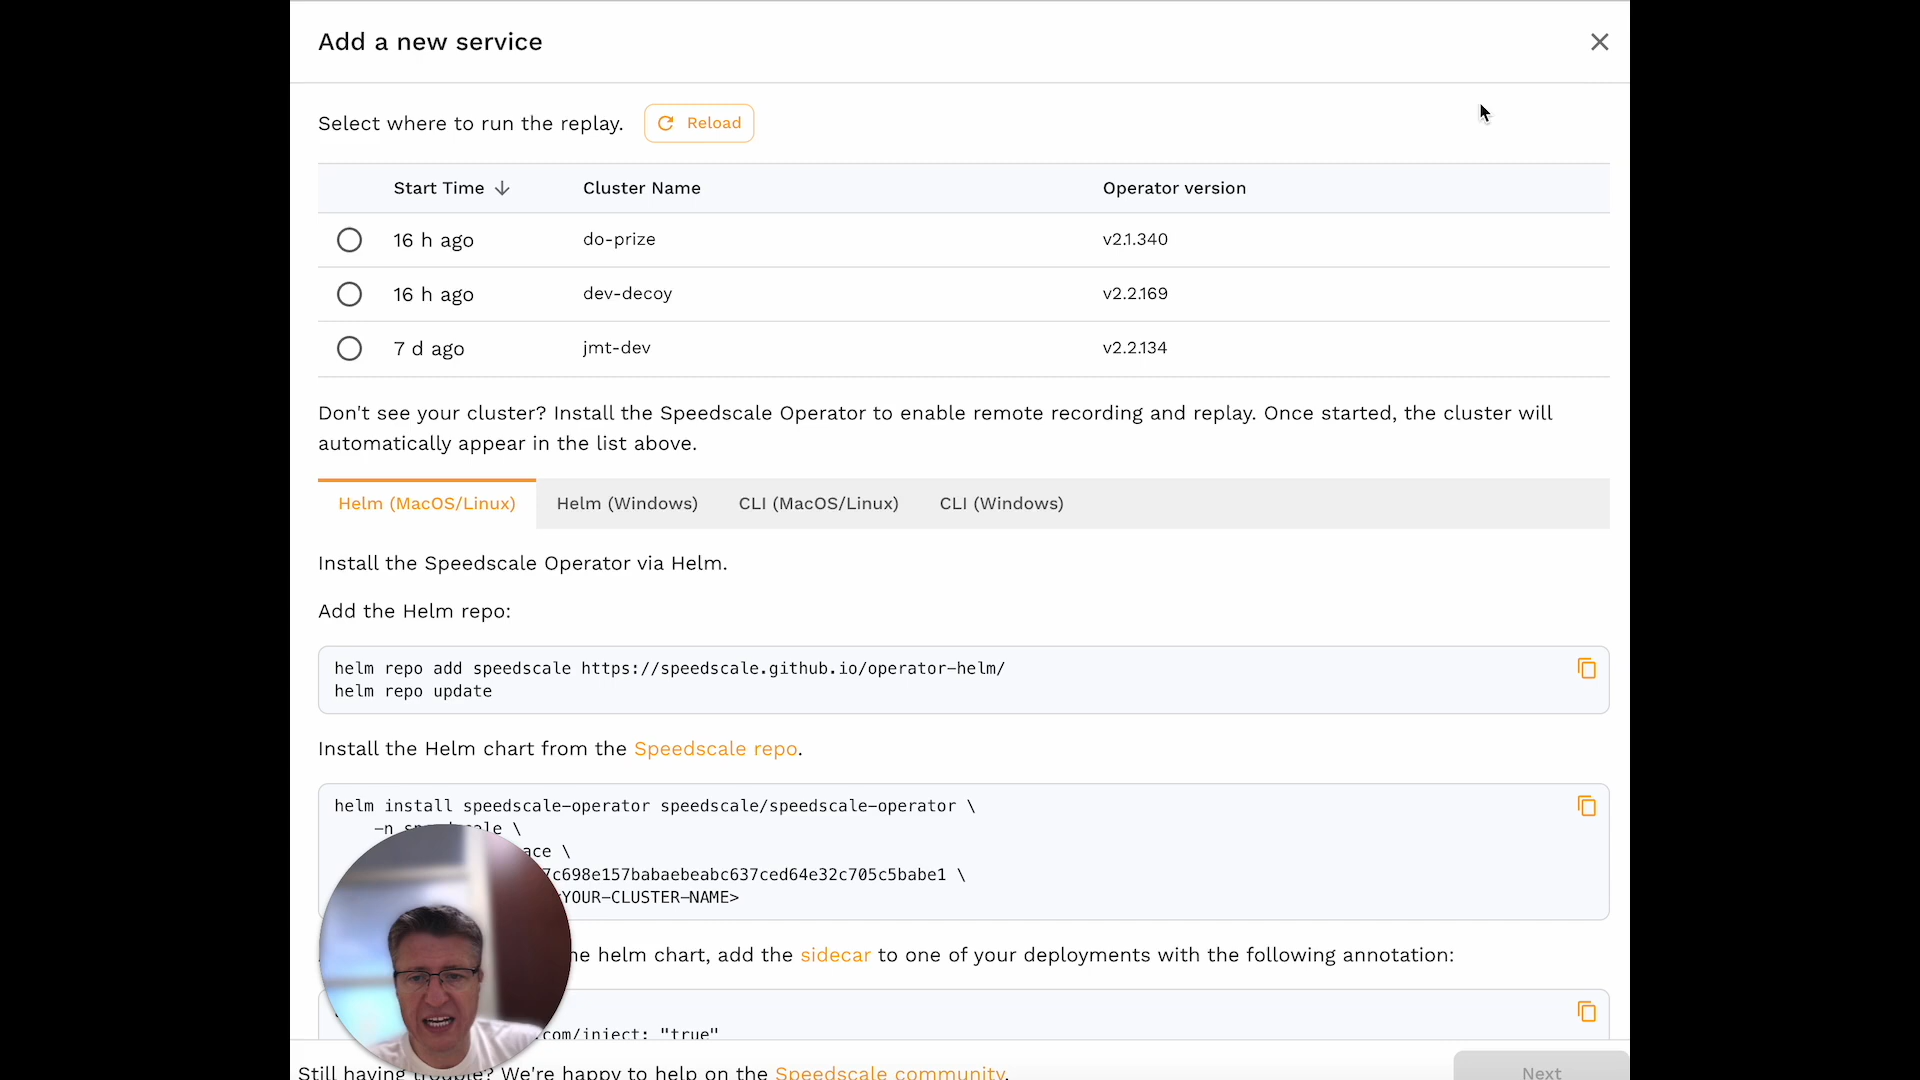 Add a new service
Select where to run the replay.
Reload
Start Time Cluster Name Operator version
16 h ago do-prize v2.1.340
16 h ago dev-decoy v2.2.169
7 d ago jmt-dev v2.2.134
Don't see your cluster? Install the Speedscale Operator to enable remote recording and replay. Once started, the cluster will
automatically appear in the list above.
Helm (MacOS/Linux) Helm (Windows) CLI (MacOS/Linux) CLI (Windows)
Install the Speedscale Operator via Helm.
Add the Helm repo:
helm repo add speedscale https://speedscale.github.io/operator-helm/
helm repo update
Install the Helm chart from the Speedscale repo.
helm install speedscale-operator speedscale/speedscale-operator \
-n speedscale \
ace \
7c698e157babaebeabc637ced64e32c705c5babe1 \
<YOUR-CLUSTER-NAME>
he helm chart, add the sidecar to one of your deployments with the following annotation:
.com/inject: "true"
Still having trouble? We're happy to help on the Speedscale community.
Next